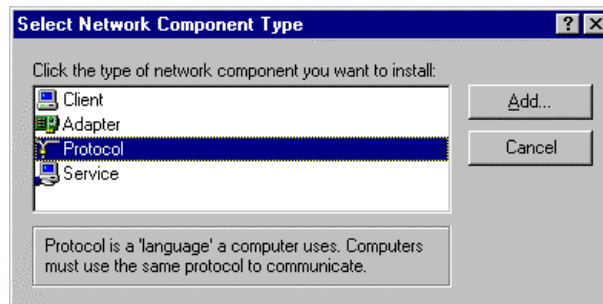 Select Network Component Type
Click the type of network component you want to install:
Client
Adapter
Protocol
Service
Add...
Cancel
Protocol is a 'language' a computer uses. Computers
must use the same protocol to communicate.